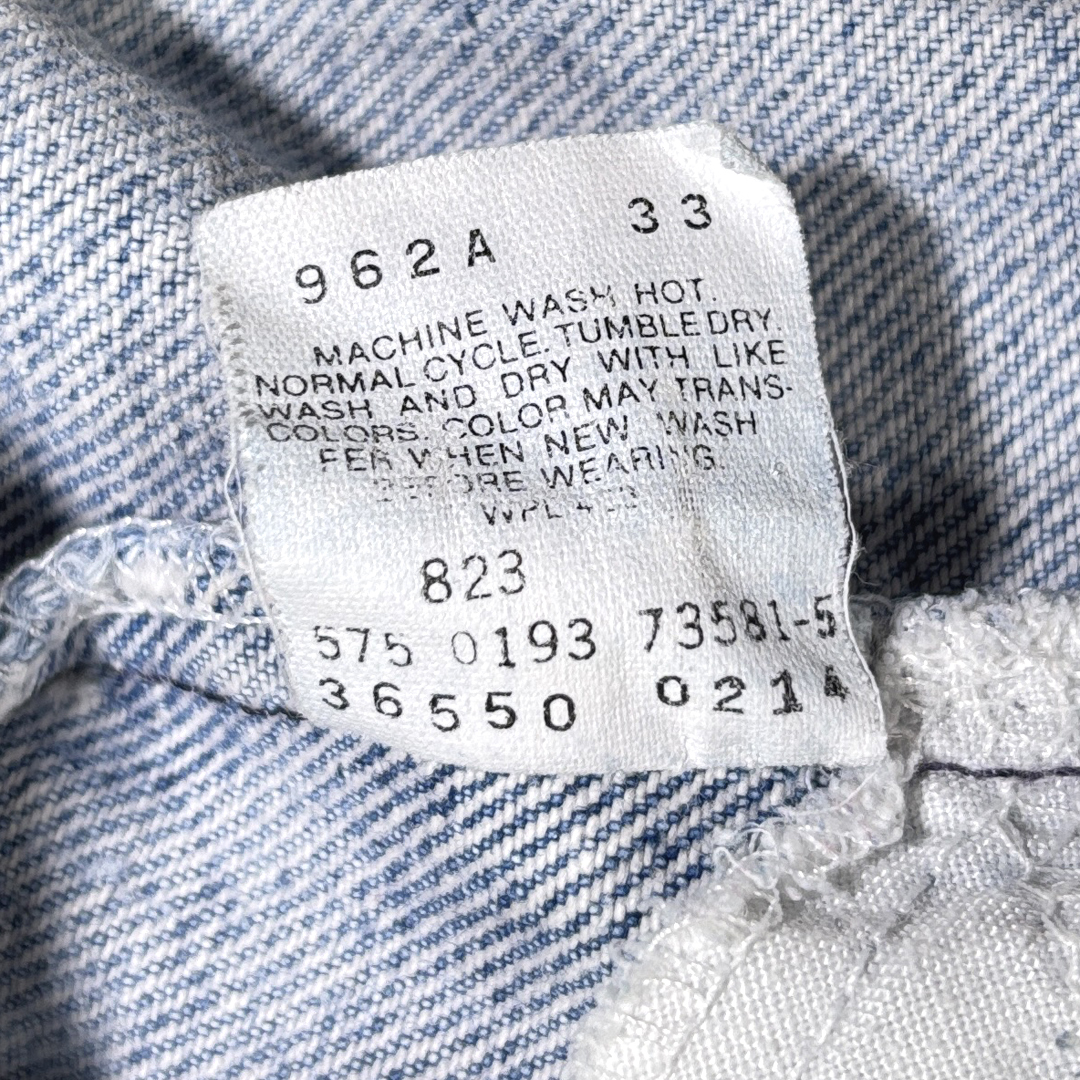 962A 33
MACHINE WASH HOT.
NORMAL CYCLE. TUMBLE DRY.
WASH AND DRY WITH LIKE
COLORS. COLOR MAY TRANS-
FER WHEN NEW WASH
BEFORE WEARING.
WPL
823
575 0193 73581-5
36550 0214